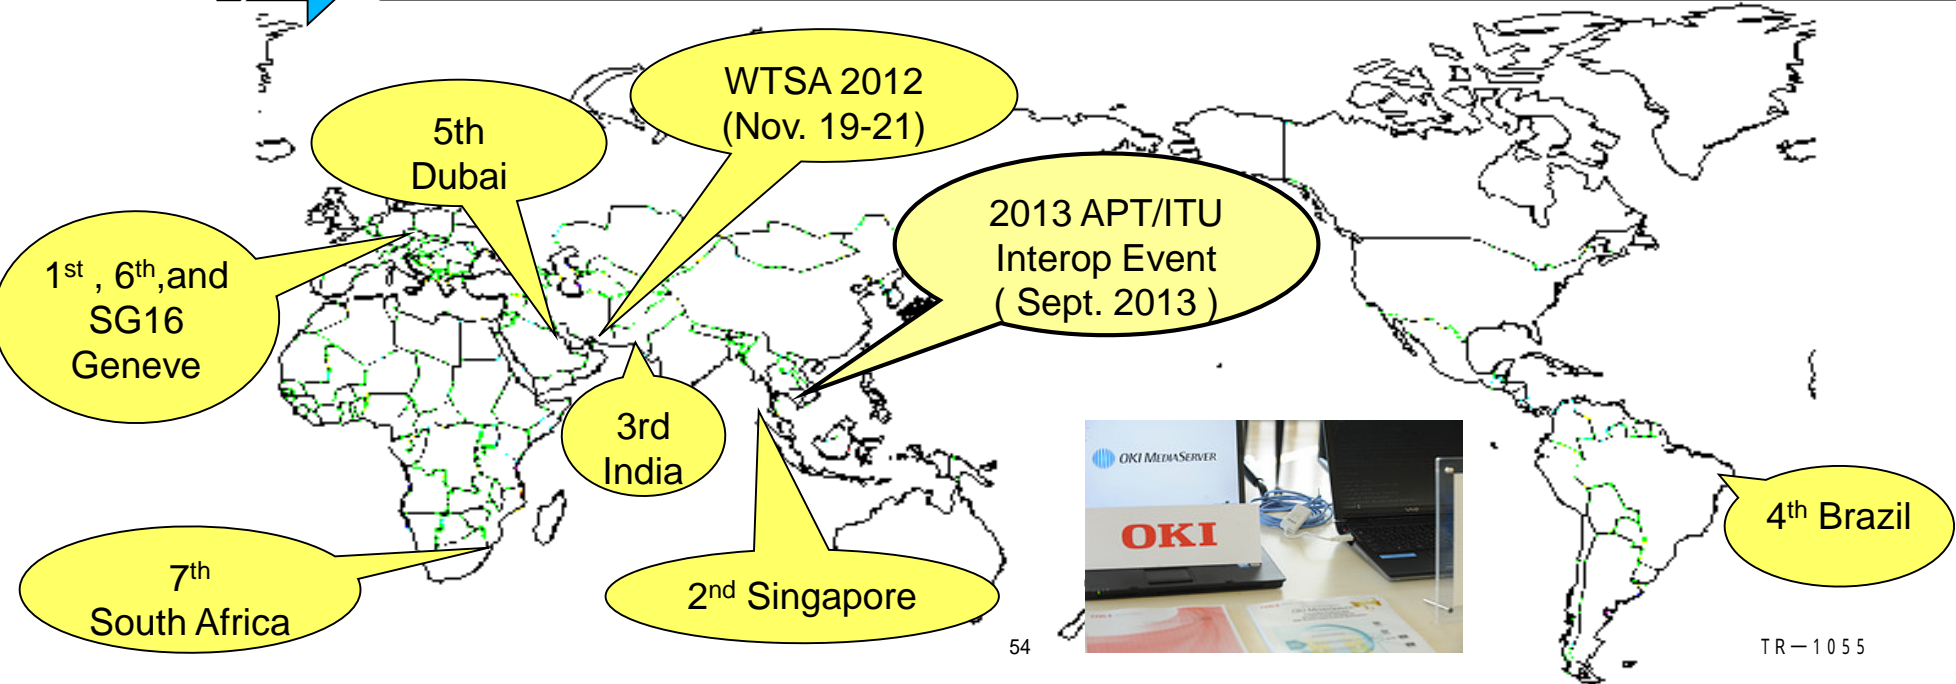 WTSA 2012
(Nov. 19-21)
5th
Dubai
2013 APT/ITU
Interop Event
( Sept. 2013 )
1st , 6th,and
SG16
Geneve
3rd
India
OKI MEDIASERVER
OKI
4th Brazil
7th
South Africa
2nd Singapore
54
TR-1055